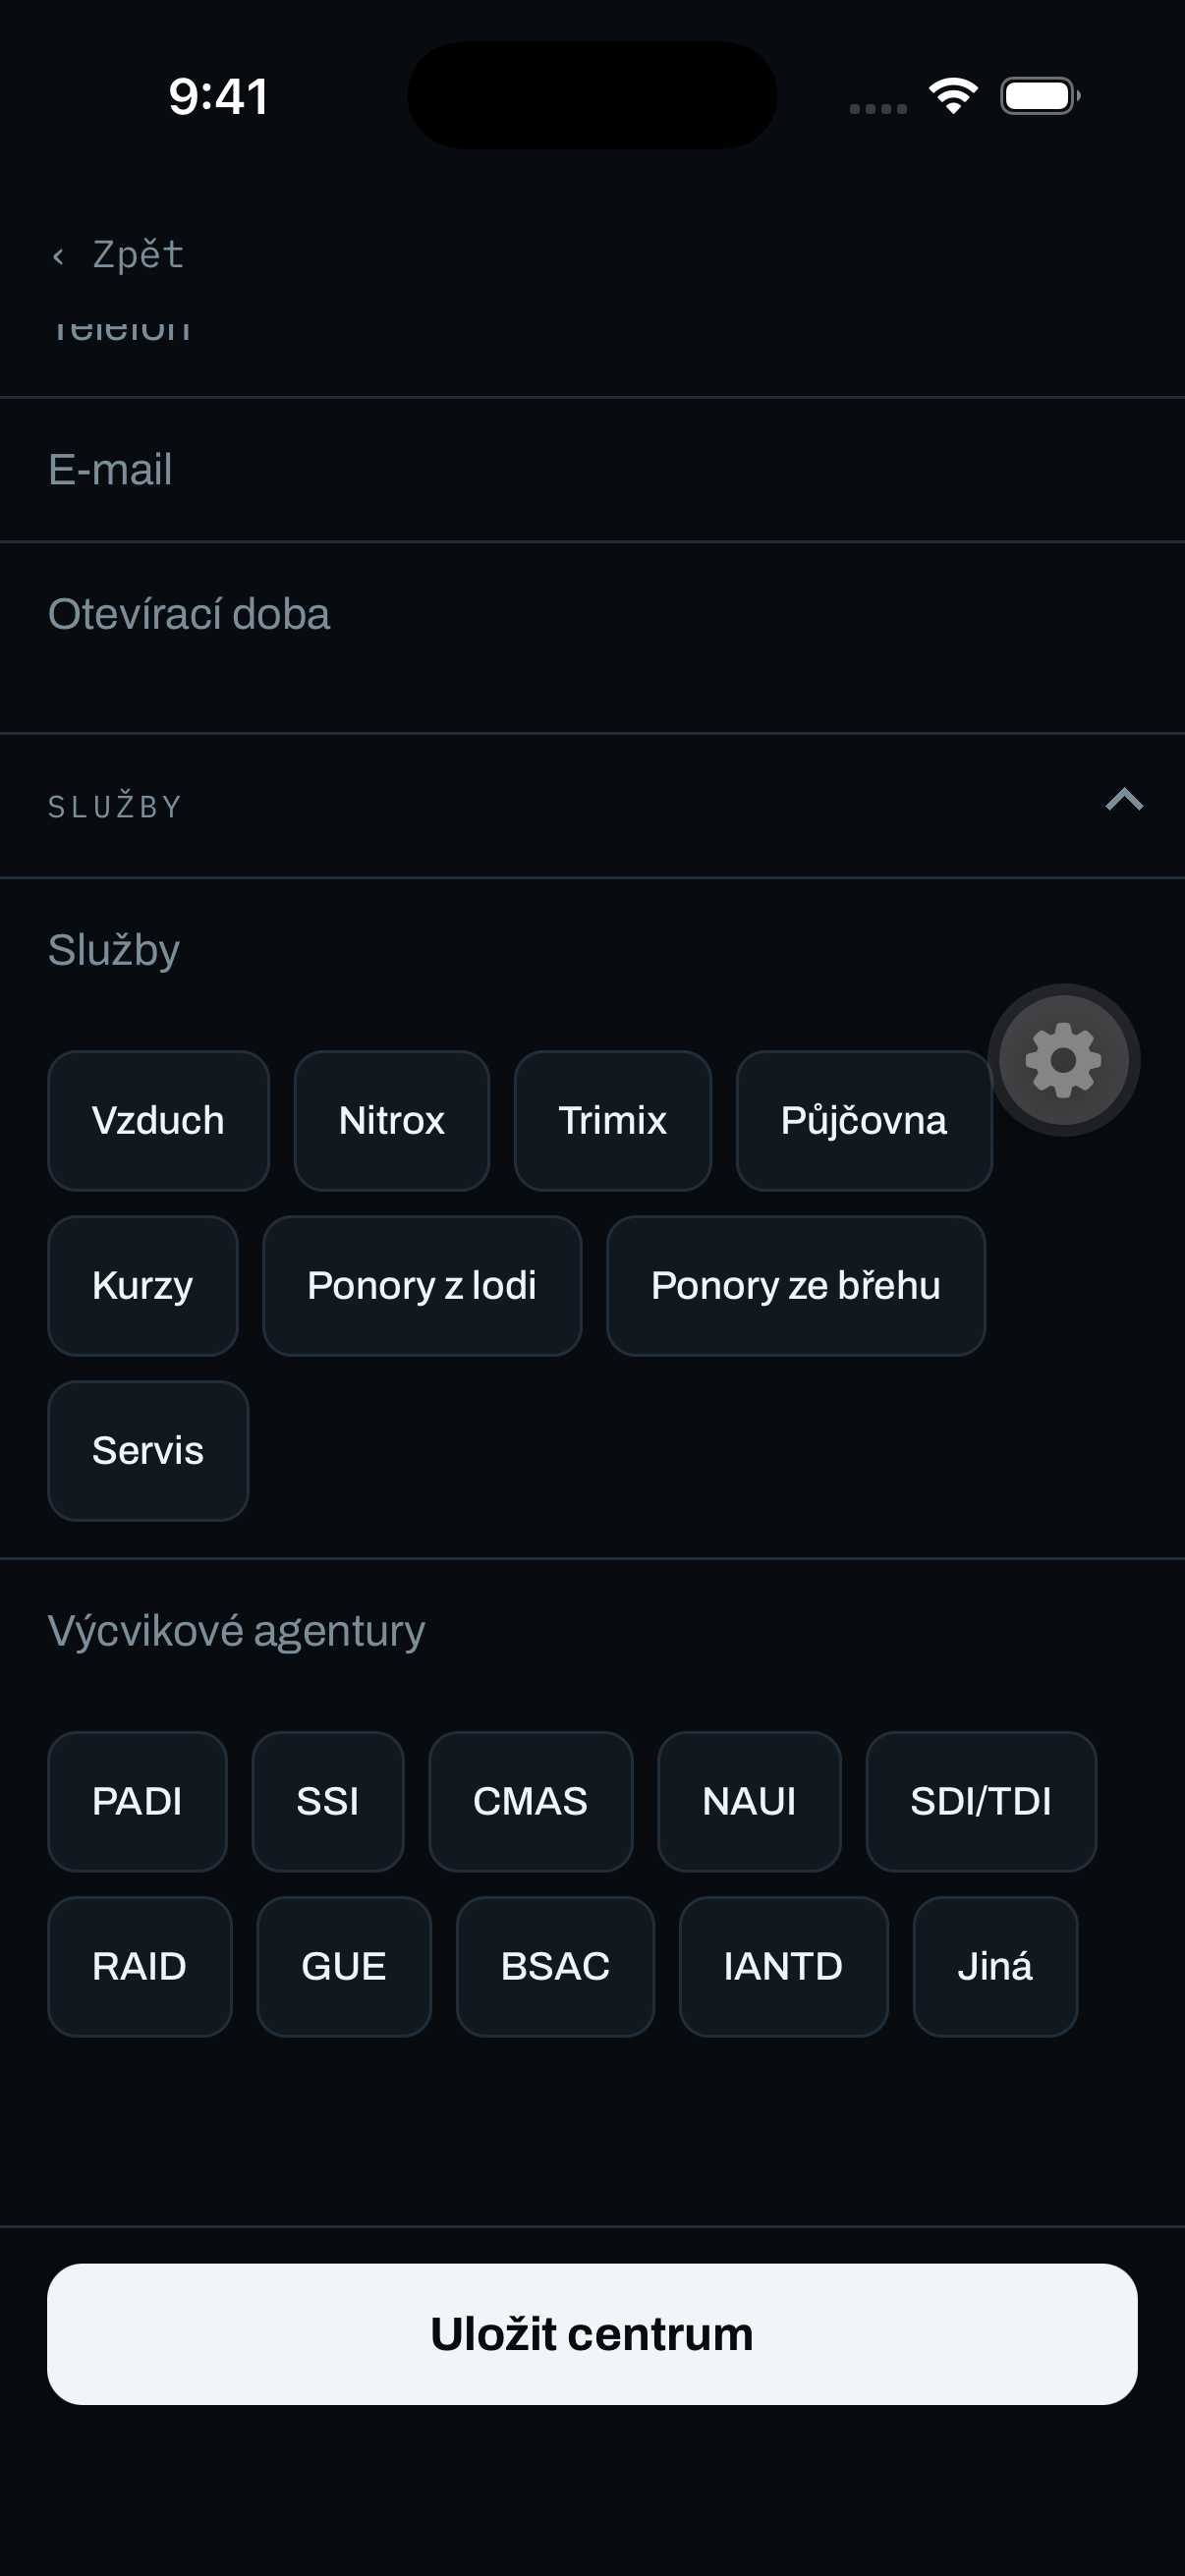 9:41
‹ Zpět
Telefon
E-mail
Otevírací doba
SLUŽBY
Služby
Vzduch Nitrox Trimix Půjčovna
Kurzy Ponory z lodi Ponory ze břehu
Servis
Výcvikové agentury
PADI SSI CMAS NAUI SDI/TDI
RAID GUE BSAC IANTD Jiná
Uložit centrum